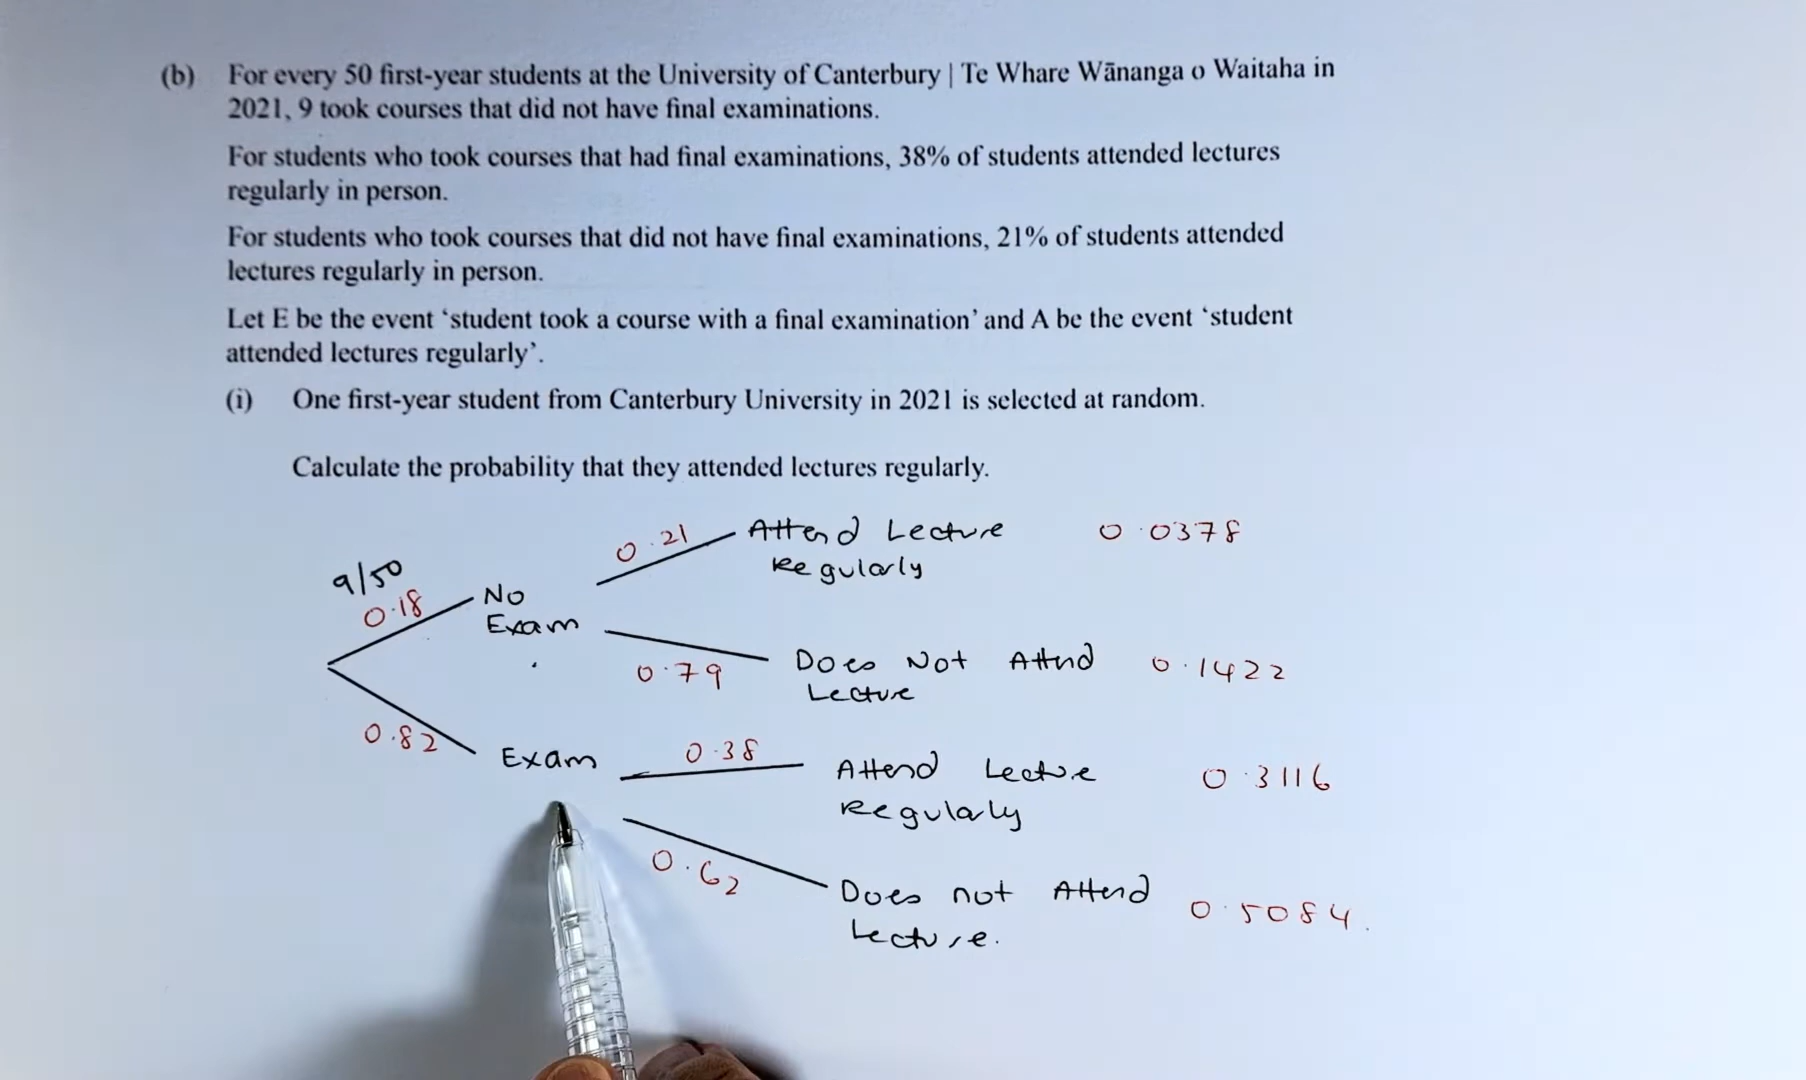 (b) For every 50 first-year students at the University of Canterbury | Te Whare Wānanga o Waitaha in
2021, 9 took courses that did not have final examinations.
For students who took courses that had final examinations, 38% of students attended lectures
regularly in person.
For students who took courses that did not have final examinations, 21% of students attended
lectures regularly in person.
Let E be the event ‘student took a course with a final examination’ and A be the event ‘student
attended lectures regularly’.
(i) One first-year student from Canterbury University in 2021 is selected at random.
Calculate the probability that they attended lectures regularly.
0.21 Attend Lecture 0.0378
Regularly
9/50
0.18 No
Exam
0.79 Does Not Attend 0.1422
Lecture
0.82 Exam 0.38 Attend Lecture 0.3116
Regularly
0.62 Does not Attend 0.5084.
Lecture.